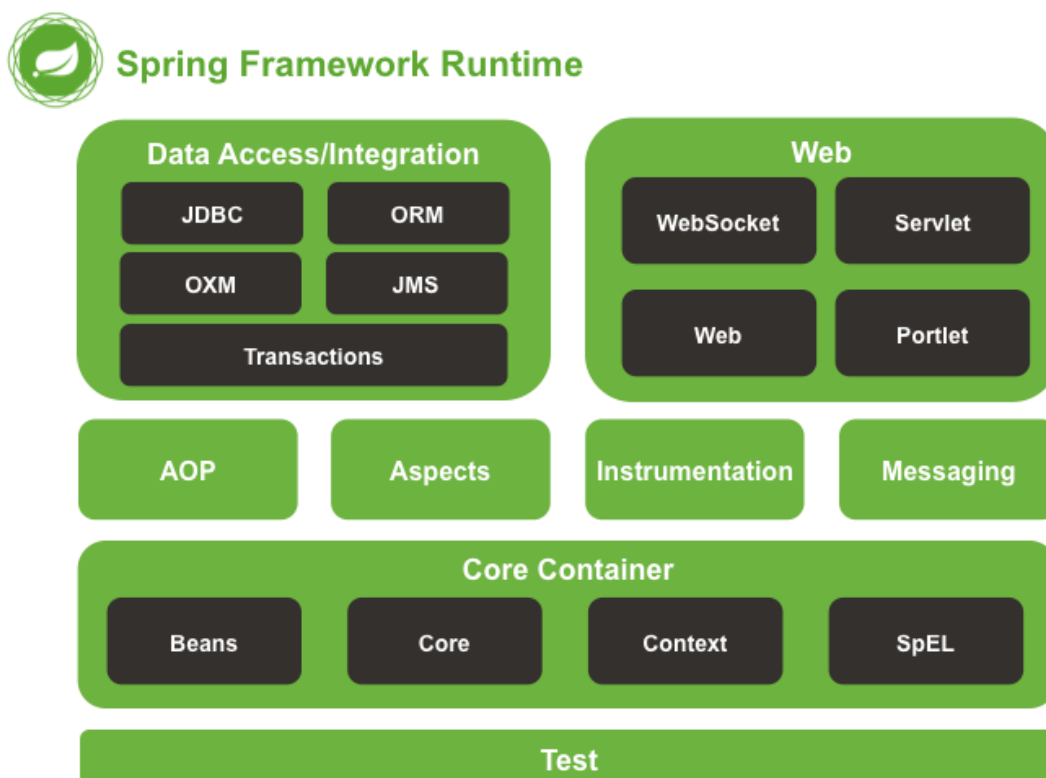 Spring Framework Runtime
Data Access/Integration
JDBC
ORM
OXM
JMS
Transactions
Web
WebSocket
Servlet
Web
Portlet
AOP
Aspects
Instrumentation
Messaging
Core Container
Beans
Core
Context
SpEL
Test